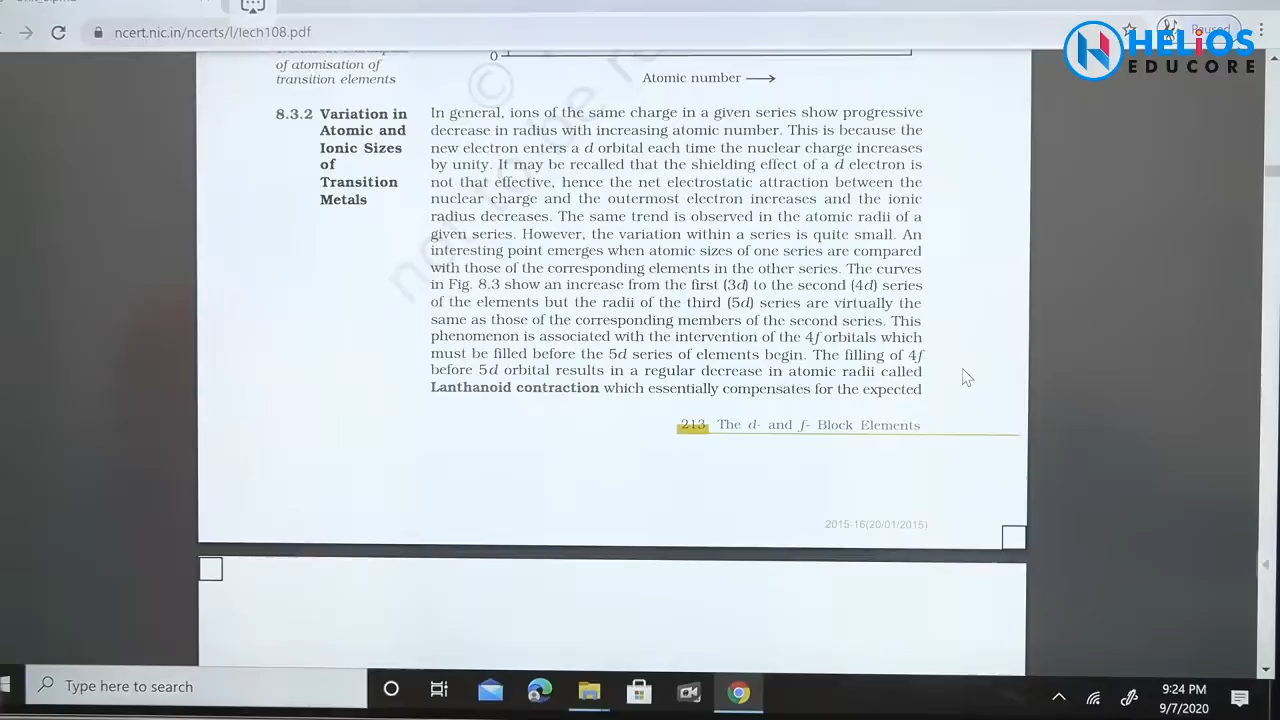 ncert.nic.in/ncerts/l/lech108.pdf
Paused
HELiOS
EDUCORE
0
of atomisation of
transition elements
Atomic number
8.3.2 Variation in
Atomic and
Ionic Sizes
of
Transition
Metals
In general, ions of the same charge in a given series show progressive
decrease in radius with increasing atomic number. This is because the
new electron enters a d orbital each time the nuclear charge increases
by unity. It may be recalled that the shielding effect of a d electron is
not that effective, hence the net electrostatic attraction between the
nuclear charge and the outermost electron increases and the ionic
radius decreases. The same trend is observed in the atomic radii of a
given series. However, the variation within a series is quite small. An
interesting point emerges when atomic sizes of one series are compared
with those of the corresponding elements in the other series. The curves
in Fig. 8.3 show an increase from the first (3d) to the second (4d) series
of the elements but the radii of the third (5d) series are virtually the
same as those of the corresponding members of the second series. This
phenomenon is associated with the intervention of the 4f orbitals which
must be filled before the 5d series of elements begin. The filling of 4f
before 5d orbital results in a regular decrease in atomic radii called
Lanthanoid contraction which essentially compensates for the expected
213 The d- and f- Block Elements
2015-16(20/01/2015)
© not to be
Type here to search
9:24 PM
9/7/2020